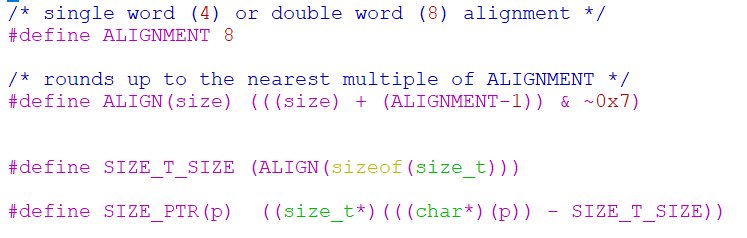 /* single word (4) or double word (8) alignment */
#define ALIGNMENT 8
/* rounds up to the nearest multiple of ALIGNMENT */
#define ALIGN(size) (((size) + (ALIGNMENT-1)) & ~0x7)
#define SIZE_T_SIZE (ALIGN(sizeof(size_t)))
#define SIZE_PTR(p)  ((size_t*)(((char*)(p)) - SIZE_T_SIZE))